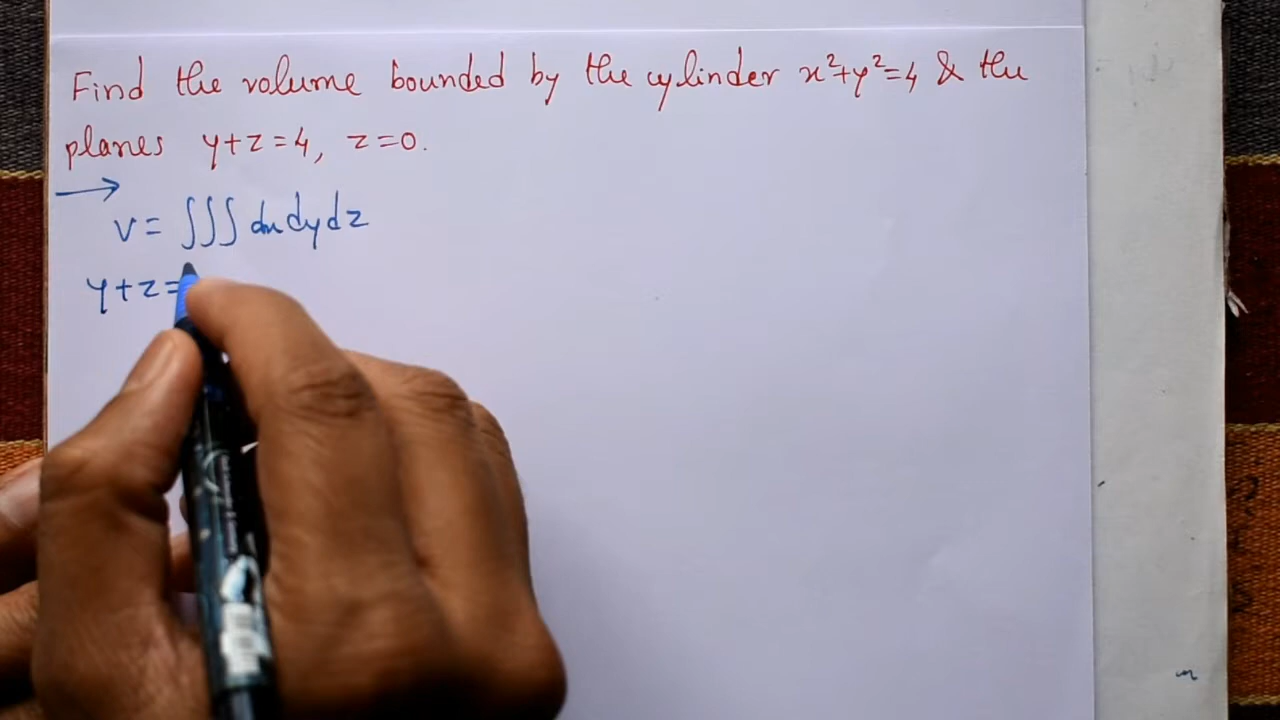 Find the volume bounded by the cylinder x²+y²=4 & the
planes y+z=4, z=0.
→
v= ∫∫∫ dxdydz
y+z=